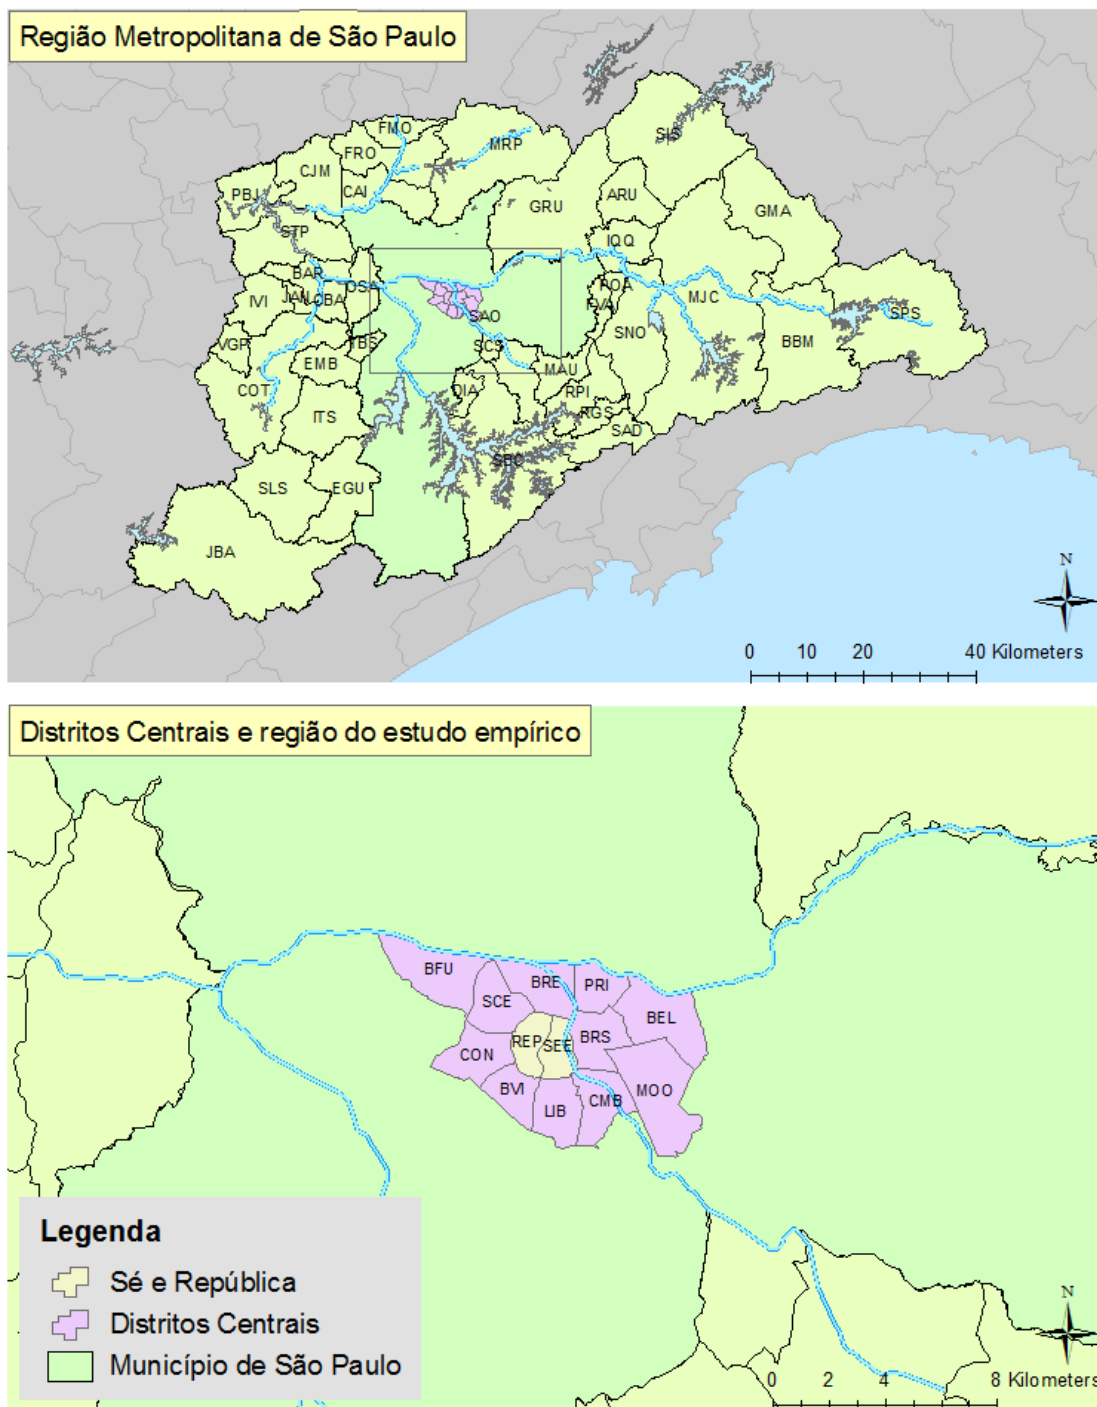 Região Metropolitana de São Paulo
FMO
MRP
SIS
FRO
CJM
CAI
PBJ
ARU
GRU
GMA
STP
IQQ
BAR
OSA
POA
JAN
CBA
IVI
MJC
FVA
SPS
SAO
SNO
VGP
TBS
SCS
BBM
EMB
MAU
COT
DIA
RPI
ITS
RGS
SAD
SBC
SLS
EGU
JBA
N
0 10 20 40 Kilometers
Distritos Centrais e região do estudo empírico
BFU
BRE
PRI
SCE
BEL
REP
SEE
BRS
CON
BVI
CMB
MOO
LIB
Legenda
Sé e República
Distritos Centrais
Município de São Paulo
N
0 2 4 8 Kilometers